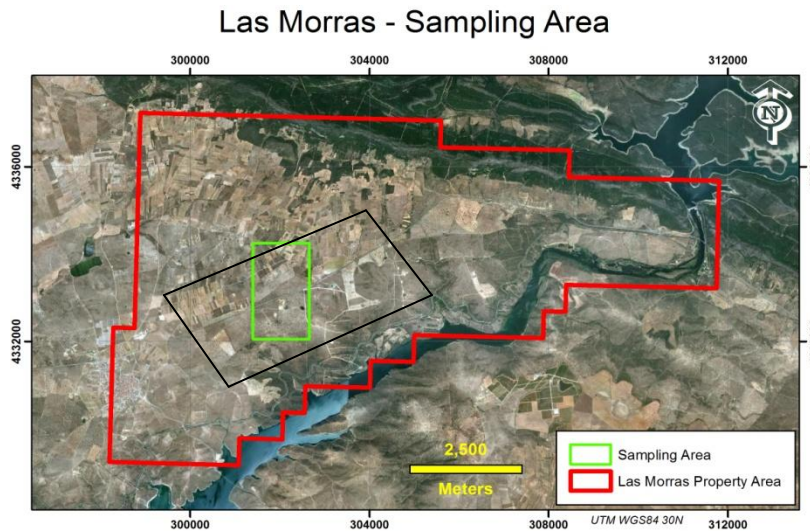 Las Morras - Sampling Area
300000 304000 308000 312000
N
4336000
4332000
2,500
Meters
Sampling Area
Las Morras Property Area
300000 304000 308000 312000
UTM WGS84 30N